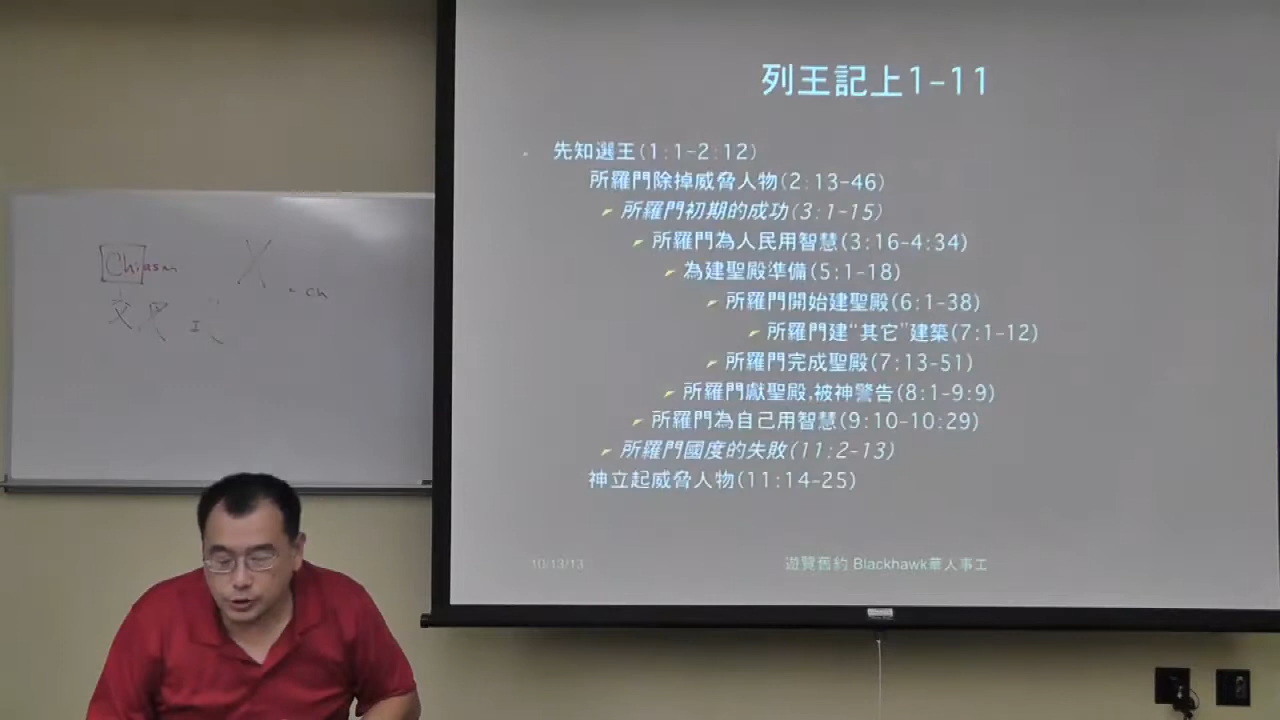 列王記上1-11
先知選王(1:1-2:12)
所羅門除掉威脅人物(2:13-46)
所羅門初期的成功(3:1-15)
所羅門為人民用智慧(3:16-4:34)
為建聖殿準備(5:1-18)
所羅門開始建聖殿(6:1-38)
所羅門建“其它”建築(7:1-12)
所羅門完成聖殿(7:13-51)
所羅門獻聖殿,被神警告(8:1-9:9)
所羅門為自己用智慧(9:10-10:29)
所羅門國度的失敗(11:2-13)
神立起威脅人物(11:14-25)
10/13/13
遊覽舊約 Blackhawk華人事工
Chiasm
X
交